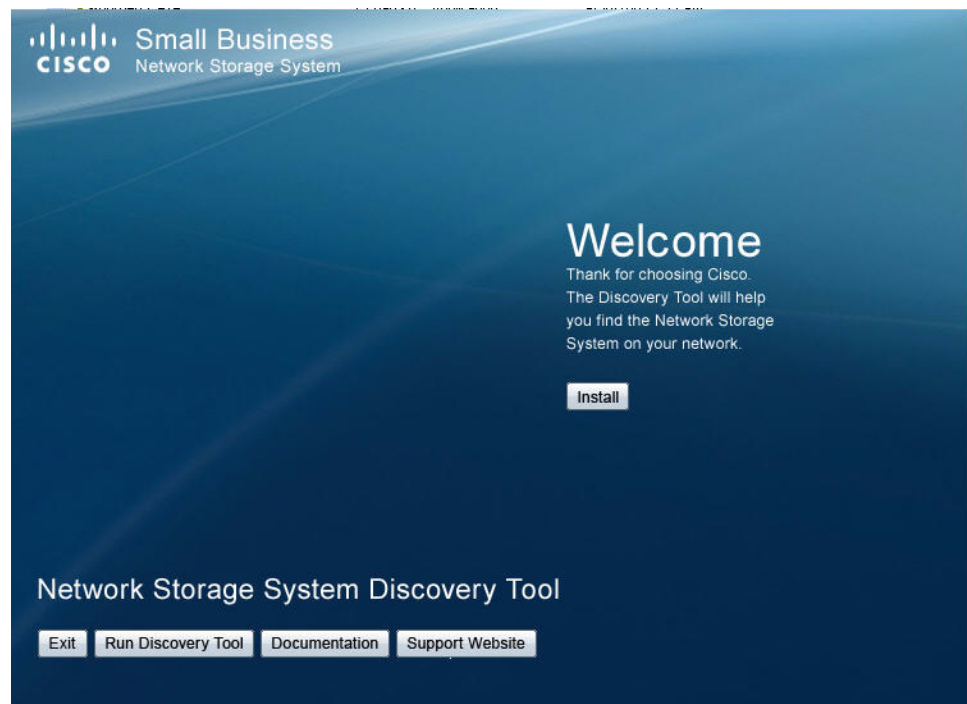 Small Business
CISCO Network Storage System
Welcome
Thank for choosing Cisco.
The Discovery Tool will help
you find the Network Storage
System on your network.
Install
Network Storage System Discovery Tool
Exit Run Discovery Tool Documentation Support Website